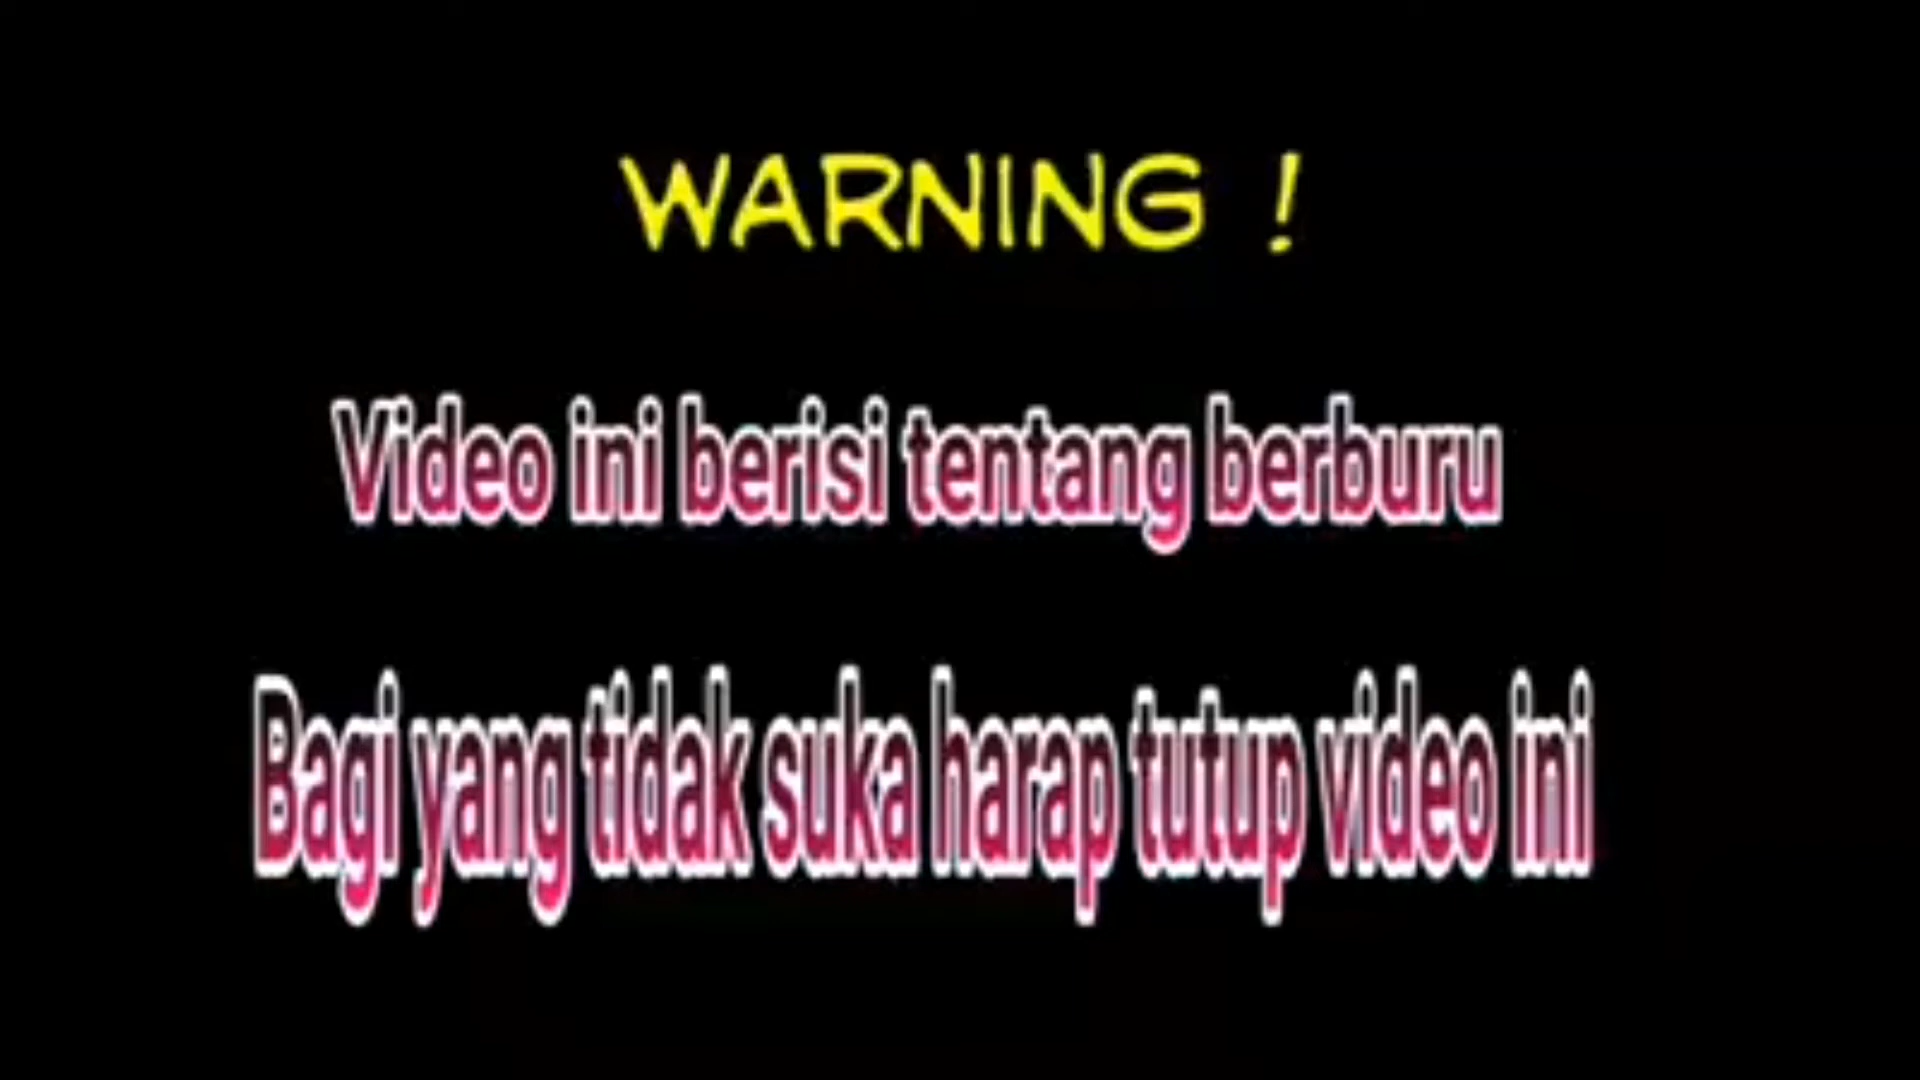 WARNING !
Video ini berisi tentang berburu
Bagi yang tidak suka harap tutup video ini